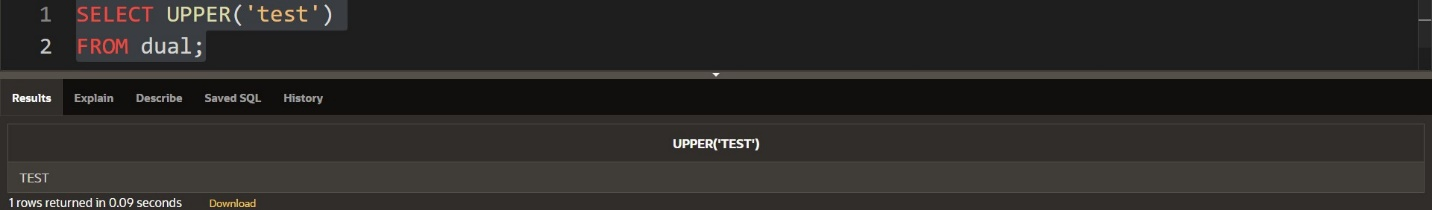 1 SELECT UPPER('test')
2 FROM dual;
Results Explain Describe Saved SQL History
UPPER('TEST')
TEST
1 rows returned in 0.09 seconds Download